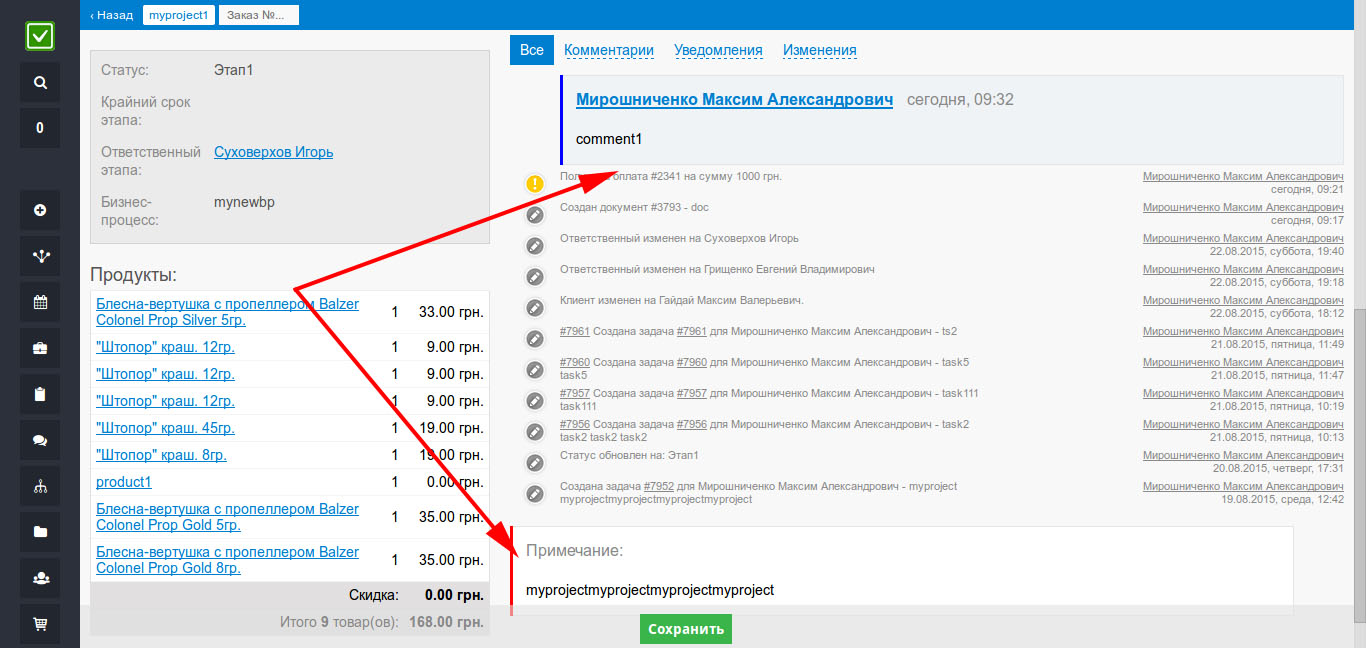 ‹ Назад myproject1 Заказ №...
0
Статус: Этап1
Крайний срок
этапа:
Ответственный Суховерхов Игорь
этапа:
Бизнес- mynewbp
процесс:
Продукты:
Блесна-вертушка с пропеллером Balzer
Colonel Prop Silver 5гр. 1 33.00 грн.
"Штопор" краш. 12гр. 1 9.00 грн.
"Штопор" краш. 12гр. 1 9.00 грн.
"Штопор" краш. 12гр. 1 9.00 грн.
"Штопор" краш. 45гр. 1 19.00 грн.
"Штопор" краш. 8гр. 1 19.00 грн.
product1 1 0.00 грн.
Блесна-вертушка с пропеллером Balzer
Colonel Prop Gold 5гр. 1 35.00 грн.
Блесна-вертушка с пропеллером Balzer
Colonel Prop Gold 8гр. 1 35.00 грн.
Скидка: 0.00 грн.
Итого 9 товар(ов): 168.00 грн.
Все Комментарии Уведомления Изменения
Мирошниченко Максим Александрович сегодня, 09:32
comment1
оплата #2341 на сумму 1000 грн. Мирошниченко Максим Александрович
сегодня, 09:21
Создан документ #3793 - doc Мирошниченко Максим Александрович
сегодня, 09:17
Ответственный изменен на Суховерхов Игорь Мирошниченко Максим Александрович
22.08.2015, суббота, 19:40
Ответственный изменен на Грищенко Евгений Владимирович Мирошниченко Максим Александрович
22.08.2015, суббота, 19:18
Клиент изменен на Гайдай Максим Валерьевич. Мирошниченко Максим Александрович
22.08.2015, суббота, 18:12
#7961 Создана задача #7961 для Мирошниченко Максим Александрович - ts2 Мирошниченко Максим Александрович
21.08.2015, пятница, 11:49
#7960 Создана задача #7960 для Мирошниченко Максим Александрович - task5 Мирошниченко Максим Александрович
task5 21.08.2015, пятница, 11:47
#7957 Создана задача #7957 для Мирошниченко Максим Александрович - task111 Мирошниченко Максим Александрович
task111 21.08.2015, пятница, 10:19
#7956 Создана задача #7956 для Мирошниченко Максим Александрович - task2 Мирошниченко Максим Александрович
task2 task2 task2 21.08.2015, пятница, 10:13
Статус обновлен на: Этап1 Мирошниченко Максим Александрович
20.08.2015, четверг, 17:31
Создана задача #7952 для Мирошниченко Максим Александрович - myproject Мирошниченко Максим Александрович
myprojectmyprojectmyprojectmyproject 19.08.2015, среда, 12:42
Примечание:
myprojectmyprojectmyprojectmyproject
Сохранить